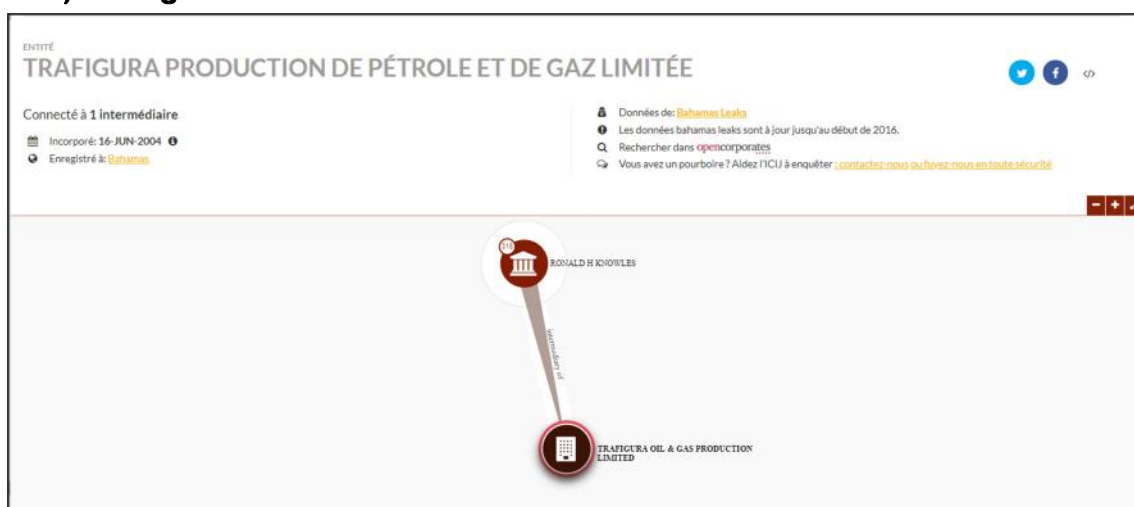 ENTITÉ
TRAFIGURA PRODUCTION DE PÉTROLE ET DE GAZ LIMITÉE
Connecté à 1 intermédiaire
Incorporé: 16-JUN-2004
Enregistré à: Bahamas
Données de: Bahamas Leaks
Les données bahamas leaks sont à jour jusqu'au début de 2016.
Rechercher dans opencorporates
Vous avez un pourboire ? Aidez l'ICIJ à enquêter : contactez-nous ou fuyez-nous en toute sécurité
RONALD H KNOWLES
intermediary of
TRAFIGURA OIL & GAS PRODUCTION
LIMITED